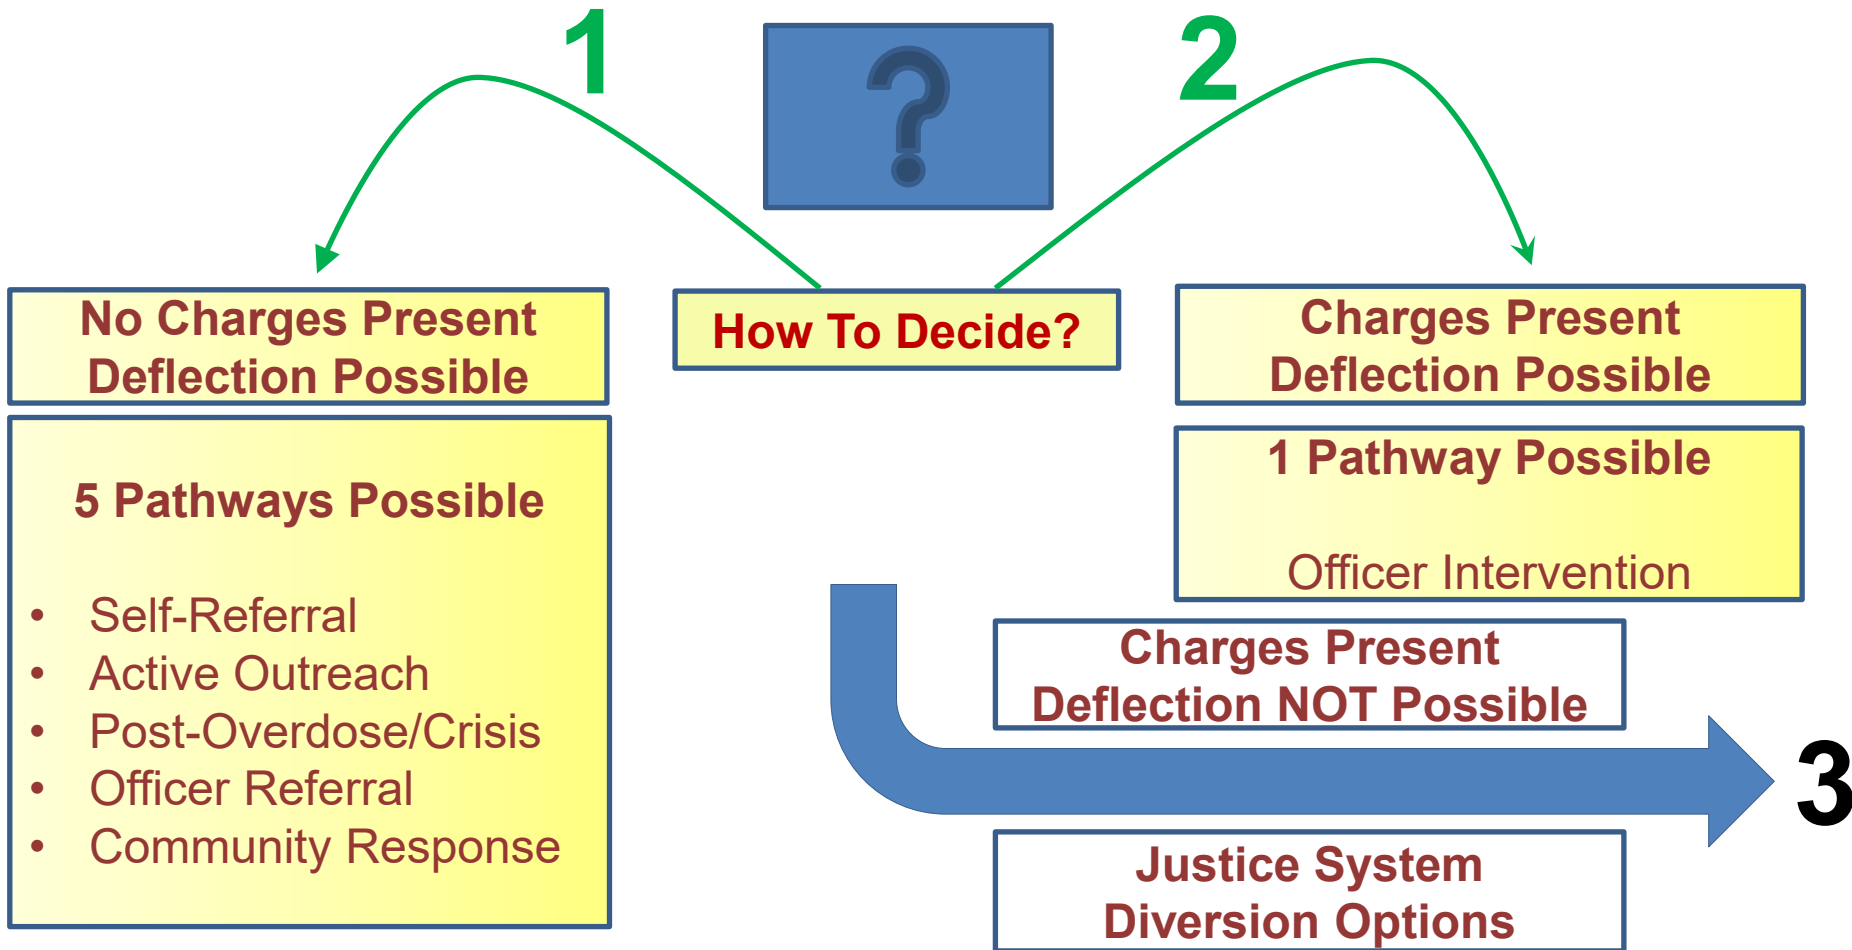 1
?
2
No Charges Present
Deflection Possible
How To Decide?
Charges Present
Deflection Possible
5 Pathways Possible
• Self-Referral
• Active Outreach
• Post-Overdose/Crisis
• Officer Referral
• Community Response
1 Pathway Possible
Officer Intervention
Charges Present
Deflection NOT Possible
3
Justice System
Diversion Options